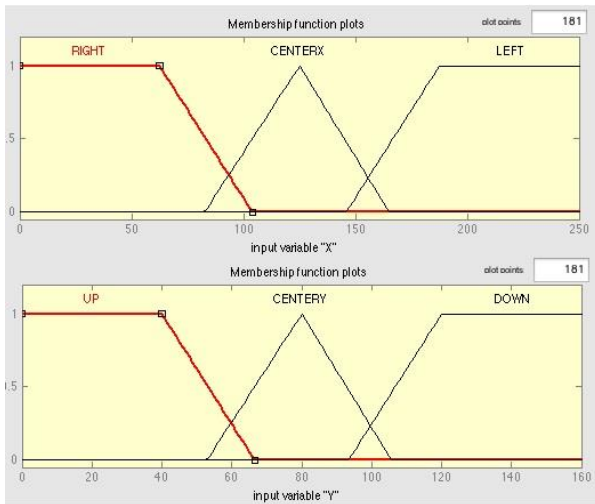 Membership function plots plot points 181
RIGHT CENTERX LEFT
1
.5
0
0 50 100 150 200 250
input variable "X"
Membership function plots plot points 181
UP CENTERY DOWN
1
0.5
0
0 20 40 60 80 100 120 140 160
input variable "Y"